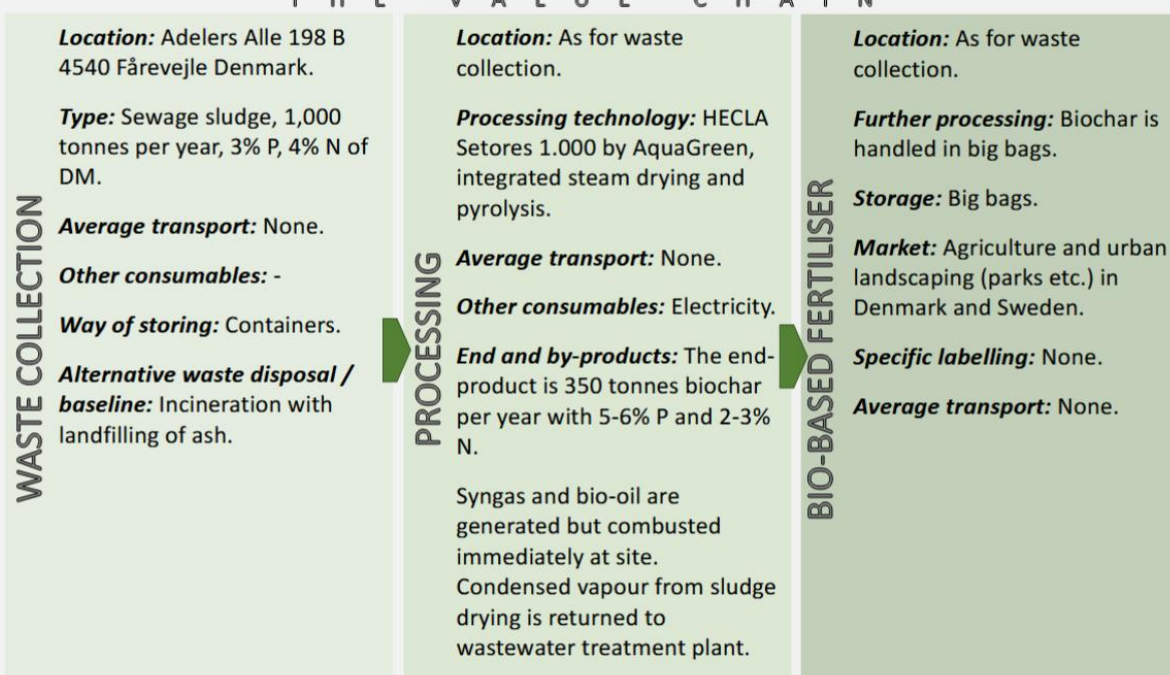 THE VALUE CHAIN
WASTE COLLECTION
Location: Adelers Alle 198 B
4540 Fårevejle Denmark.
Type: Sewage sludge, 1,000
tonnes per year, 3% P, 4% N of
DM.
Average transport: None.
Other consumables: -
Way of storing: Containers.
Alternative waste disposal /
baseline: Incineration with
landfilling of ash.
PROCESSING
Location: As for waste
collection.
Processing technology: HECLA
Setores 1.000 by AquaGreen,
integrated steam drying and
pyrolysis.
Average transport: None.
Other consumables: Electricity.
End and by-products: The end-
product is 350 tonnes biochar
per year with 5-6% P and 2-3%
N.
Syngas and bio-oil are
generated but combusted
immediately at site.
Condensed vapour from sludge
drying is returned to
wastewater treatment plant.
BIO-BASED FERTILISER
Location: As for waste
collection.
Further processing: Biochar is
handled in big bags.
Storage: Big bags.
Market: Agriculture and urban
landscaping (parks etc.) in
Denmark and Sweden.
Specific labelling: None.
Average transport: None.